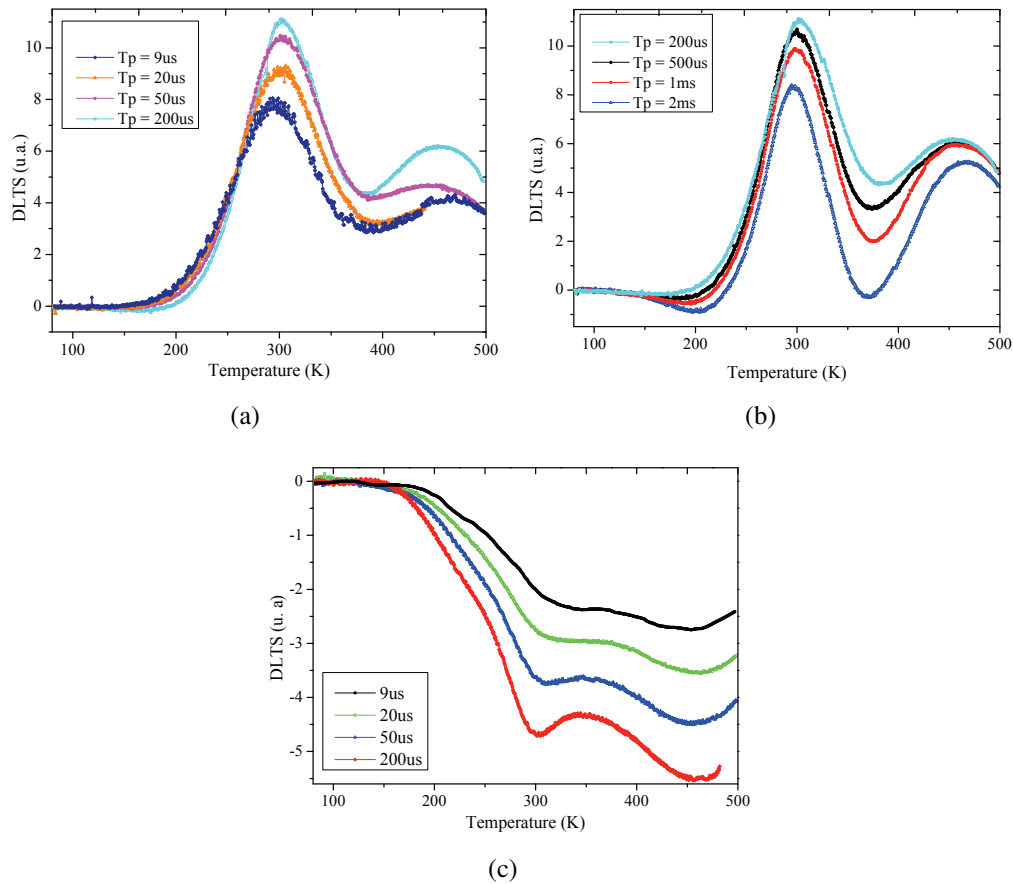 Tp = 9us
Tp = 20us
Tp = 50us
Tp = 200us
DLTS (u.a.)
10
8
6
4
2
0
100
200
300
400
500
Temperature (K)
(a)
Tp = 200us
Tp = 500us
Tp = 1ms
Tp = 2ms
DLTS (u.a.)
10
8
6
4
2
0
100
200
300
400
500
Temperature (K)
(b)
0
-1
-2
-3
-4
-5
DLTS (u. a)
9us
20us
50us
200us
100
200
300
400
500
Temperature (K)
(c)